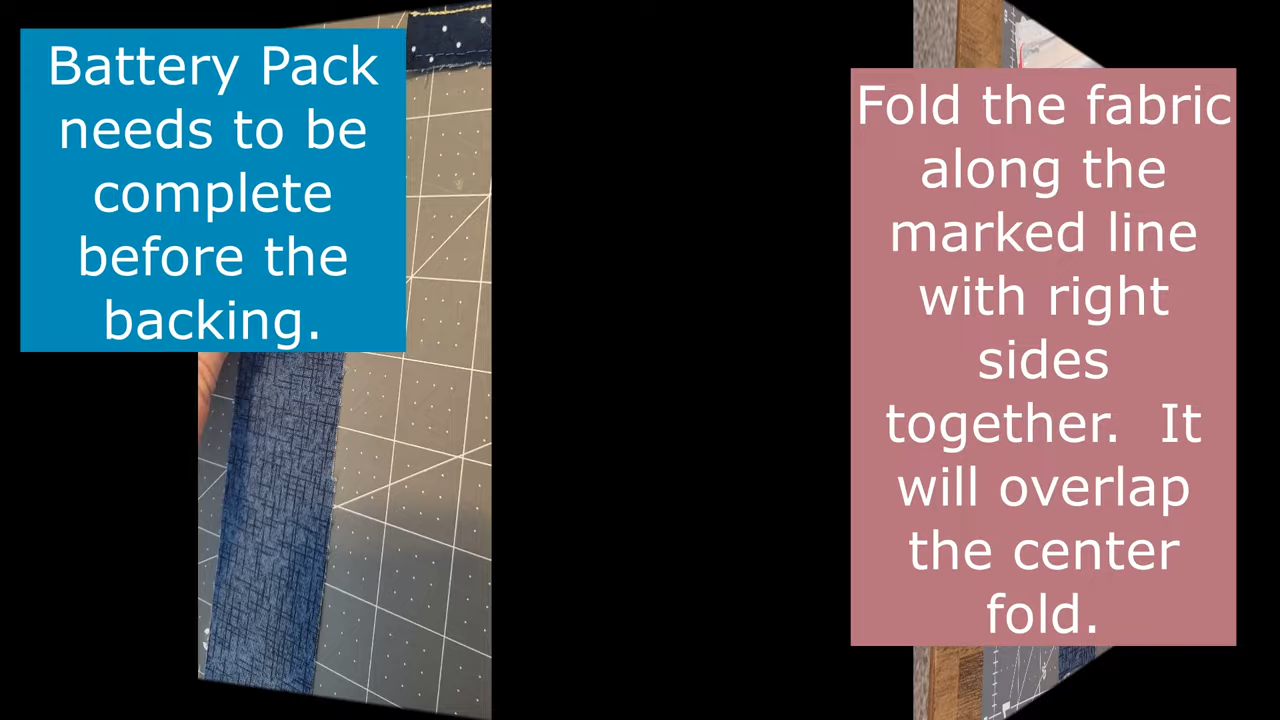 Battery Pack
needs to be
complete
before the
backing.
Fold the fabric
along the
marked line
with right
sides
together.  It
will overlap
the center
fold.